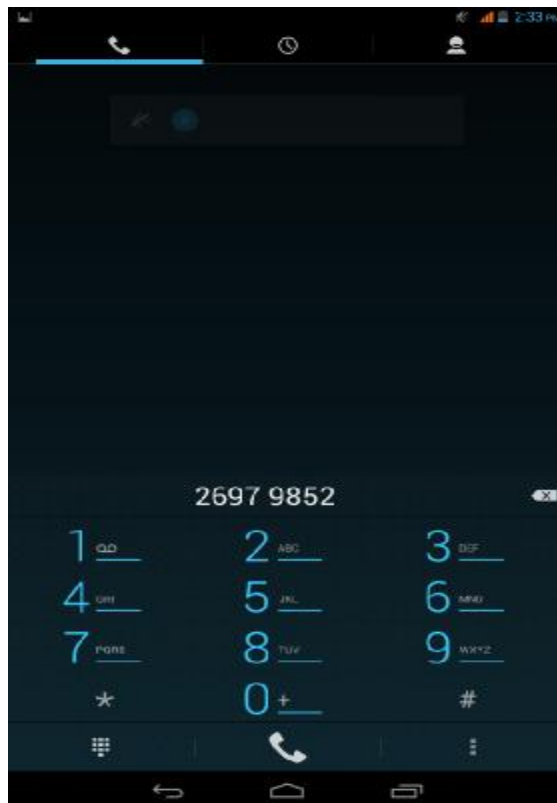 2:33 PM
2697 9852
1
2 ABC
3 DEF
4 GHI
5 JKL
6 MNO
7 PQRS
8 TUV
9 WXYZ
*
0 +
#